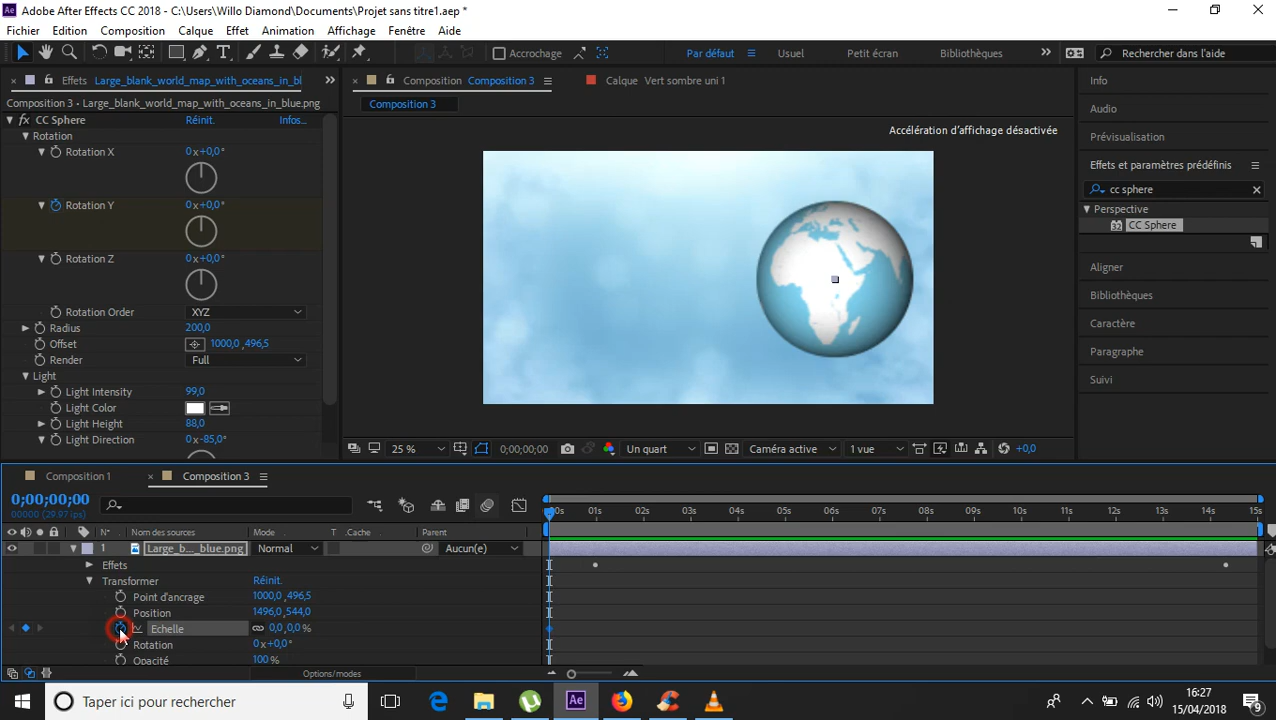 Adobe After Effects CC 2018 - C:\Users\Willo Diamond\Documents\Projet sans titre1.aep *
Fichier Edition Composition Calque Effet Animation Affichage Fenêtre Aide
Accrochage Par défaut Usuel Petit écran Bibliothèques Rechercher dans l'aide
Effets Large_blank_world_map_with_oceans_in_bl Composition Composition 3 Calque Vert sombre uni 1 Info
Composition 3 • Large_blank_world_map_with_oceans_in_blue.png Composition 3 Audio
fx CC Sphere Réinit. Infos...
Accélération d'affichage désactivée
Rotation Prévisualisation
Rotation X 0 x+0,0°
Effets et paramètres prédéfinis
cc sphere
Rotation Y 0 x+0,0°
Perspective
CC Sphere
32
Rotation Z 0 x+0,0°
Aligner
Bibliothèques
Rotation Order XYZ
Caractère
Radius 200,0
Offset 1000,0 ,496,5
Paragraphe
Render Full
Light
Suivi
Light Intensity 99,0
Light Color
Light Height 88,0
Light Direction 0 x-85,0°
25 % 0;00;00;00 Un quart Caméra active 1 vue +0,0
Composition 1 Composition 3
0;00;00;00
00000 (29.97 ips)
00s 01s 02s 03s 04s 05s 06s 07s 08s 09s 10s 11s 12s 13s 14s 15s
N° Nom des sources Mode T .Cache Parent
1 Large_b..._blue.png Normal Aucun(e)
Effets
Transformer Réinit.
Point d'ancrage 1000,0 ,496,5
Position 1496,0 ,544,0
Echelle 0,0 ,0,0 %
Rotation 0 x+0,0°
Opacité 100 %
Options/modes
Taper ici pour rechercher
Ae
16:27
15/04/2018
9